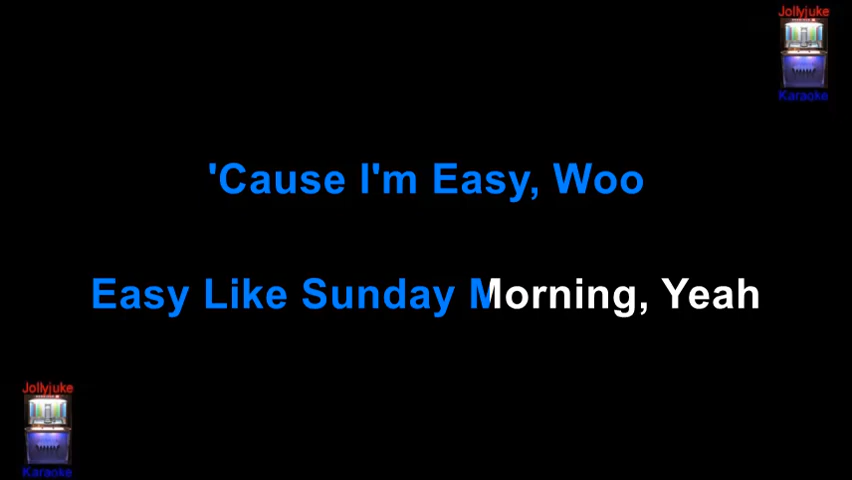 Jollyjuke
Karaoke
'Cause I'm Easy, Woo
Easy Like Sunday Morning, Yeah
Jollyjuke
Karaoke